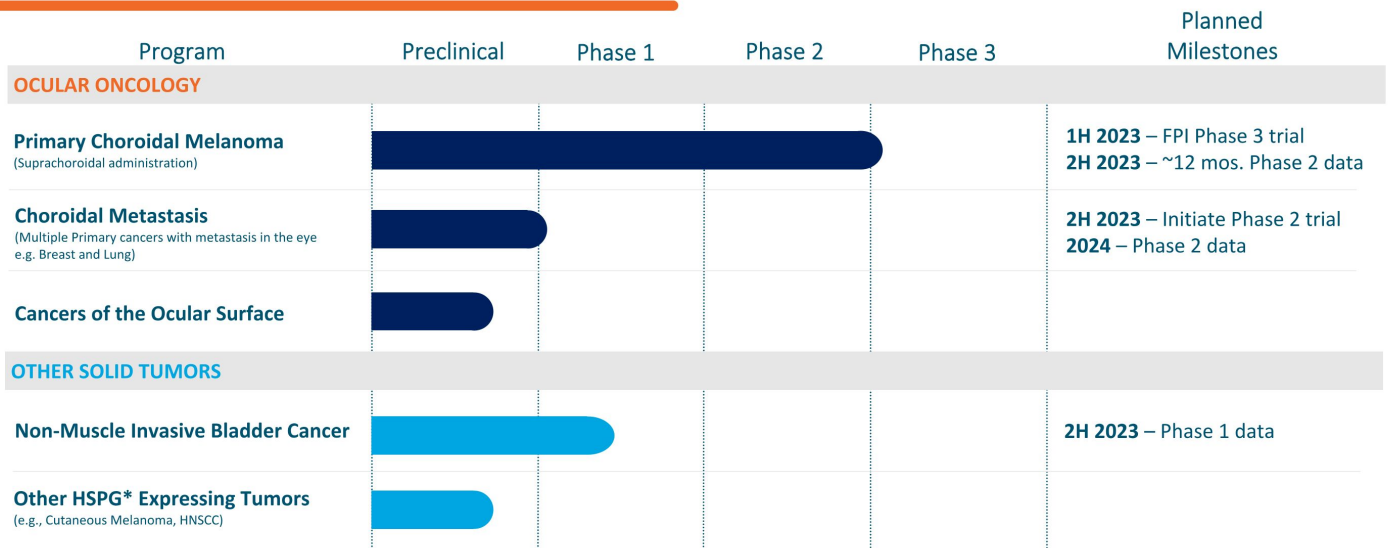 Program
Preclinical
Phase 1
Phase 2
Phase 3
Planned
Milestones
OCULAR ONCOLOGY
Primary Choroidal Melanoma
(Suprachoroidal administration)
1H 2023 – FPI Phase 3 trial
2H 2023 – ~12 mos. Phase 2 data
Choroidal Metastasis
(Multiple Primary cancers with metastasis in the eye
e.g. Breast and Lung)
2H 2023 – Initiate Phase 2 trial
2024 – Phase 2 data
Cancers of the Ocular Surface
OTHER SOLID TUMORS
Non-Muscle Invasive Bladder Cancer
2H 2023 – Phase 1 data
Other HSPG* Expressing Tumors
(e.g., Cutaneous Melanoma, HNSCC)